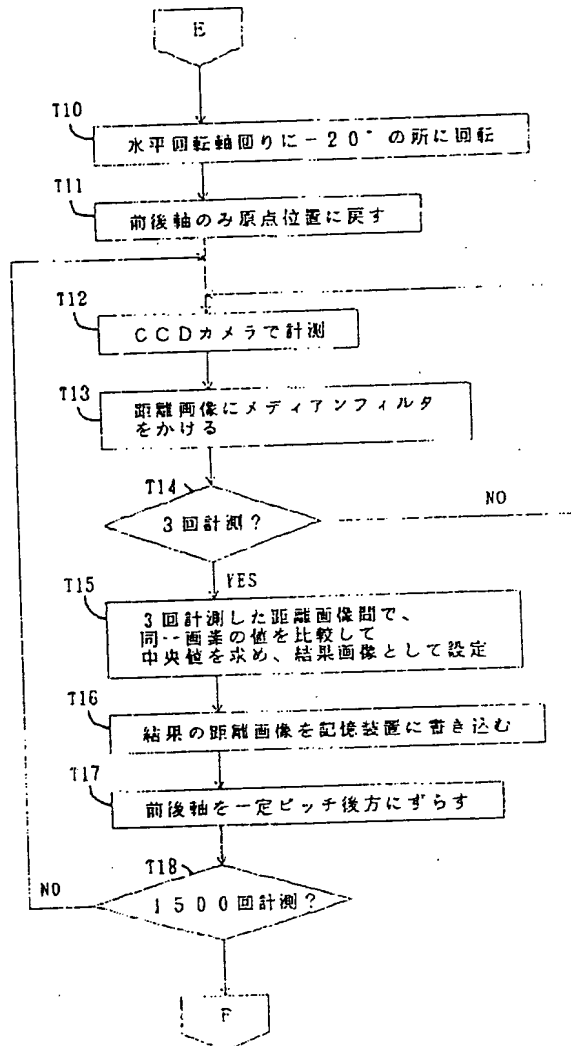 E
T10
水平回転軸回りに-20°の所に回転
T11
前後軸のみ原点位置に戻す
T12
CCDカメラで計測
T13
距離画像にメディアンフィルタ
をかける
T14
3回計測?
NO
YES
T15
3回計測した距離画像間で、
同一画素の値を比較して
中央値を求め、結果画像として設定
T16
結果の距離画像を記憶装置に書き込む
T17
前後軸を一定ピッチ後方にずらす
T18
1500回計測?
NO
F